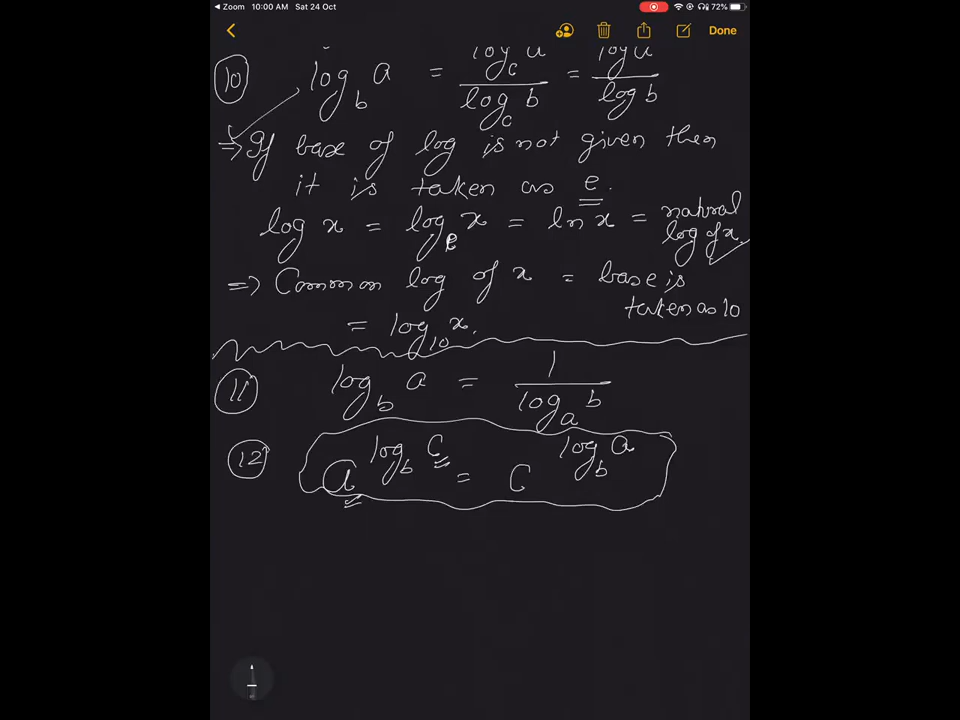 Zoom 10:00 AM Sat 24 Oct 72%
Done
10 log_b a = log_c a / log_c b = log a / log b
=> If base of log is not given then
it is taken as e.
log x = log_e x = ln x = natural log of x.
=> Common log of x = base is taken as 10
= log_10 x.
11 log_b a = 1 / log_a b
12 a^(log_b c) = c^(log_b a)